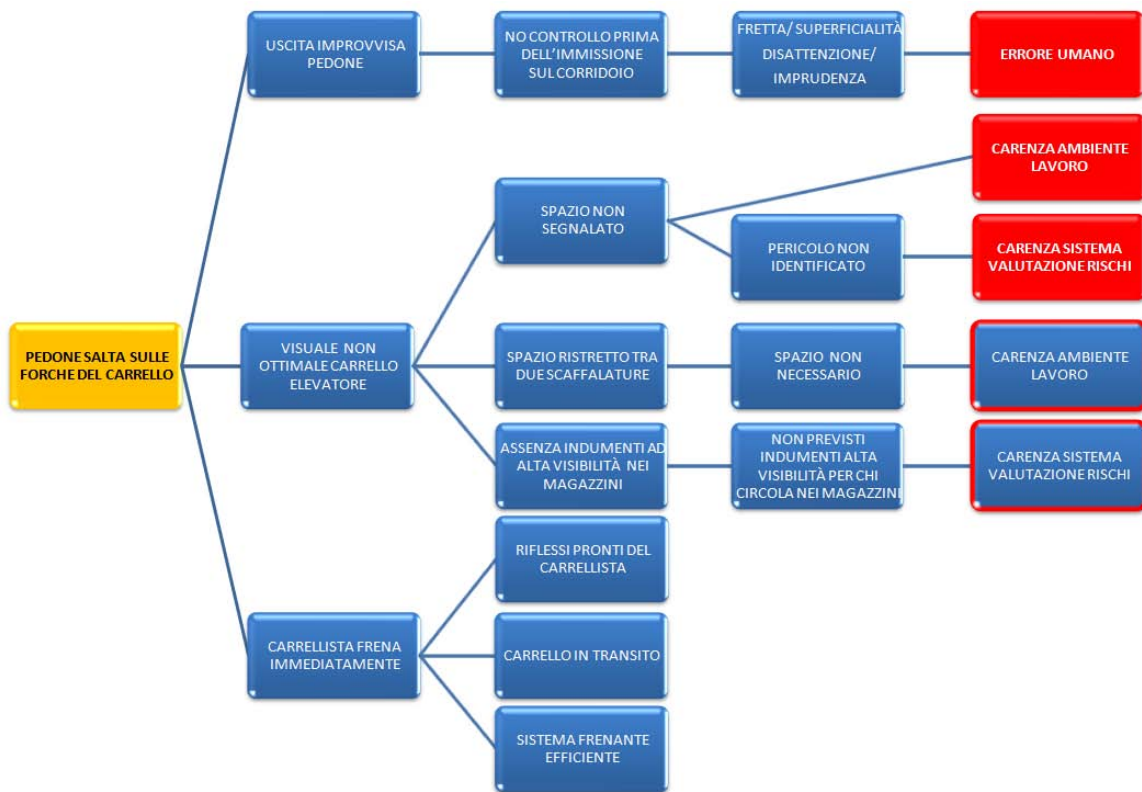 USCITA IMPROVVISA
PEDONE
NO CONTROLLO PRIMA
DELL'IMMISSIONE
SUL CORRIDOIO
FRETTA/ SUPERFICIALITÀ
DISATTENZIONE/
IMPRUDENZA
ERRORE UMANO
CARENZA AMBIENTE
LAVORO
SPAZIO NON
SEGNALATO
PERICOLO NON
IDENTIFICATO
CARENZA SISTEMA
VALUTAZIONE RISCHI
PEDONE SALTA SULLE
FORCHE DEL CARRELLO
VISUALE NON
OTTIMALE CARRELLO
ELEVATORE
SPAZIO RISTRETTO TRA
DUE SCAFFALATURE
SPAZIO NON
NECESSARIO
CARENZA AMBIENTE
LAVORO
ASSENZA INDUMENTI AD
ALTA VISIBILITÀ NEI
MAGAZZINI
NON PREVISTI
INDUMENTI ALTA
VISIBILITÀ PER CHI
CIRCOLA NEI MAGAZZINI
CARENZA SISTEMA
VALUTAZIONE RISCHI
RIFLESSI PRONTI DEL
CARRELLISTA
CARRELLISTA FRENA
IMMEDIATAMENTE
CARRELLO IN TRANSITO
SISTEMA FRENANTE
EFFICIENTE